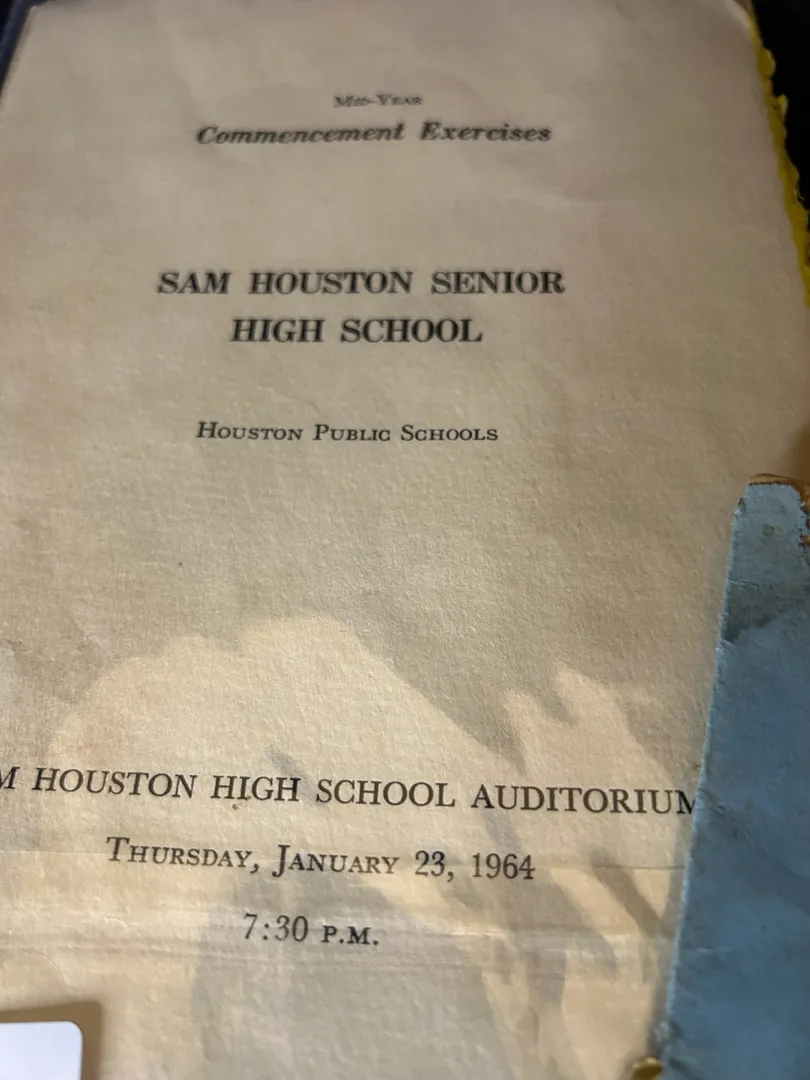 Mid-Year
Commencement Exercises
SAM HOUSTON SENIOR
HIGH SCHOOL
Houston Public Schools
M HOUSTON HIGH SCHOOL AUDITORIUM
Thursday, January 23, 1964
7:30 P.M.